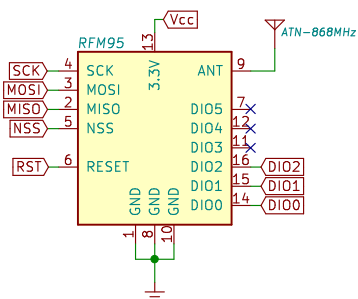 Vcc
RFM95
ATN-868MHz
13
3.3V
SCK 4 SCK
ANT 9
MOSI 3 MOSI
MISO 2 MISO
DIO5 7
NSS 5 NSS
DIO4 12
DIO3 11
RST 6 RESET
DIO2 16 DIO2
DIO1 15 DIO1
DIO0 14 DIO0
GND GND GND
1 8 10